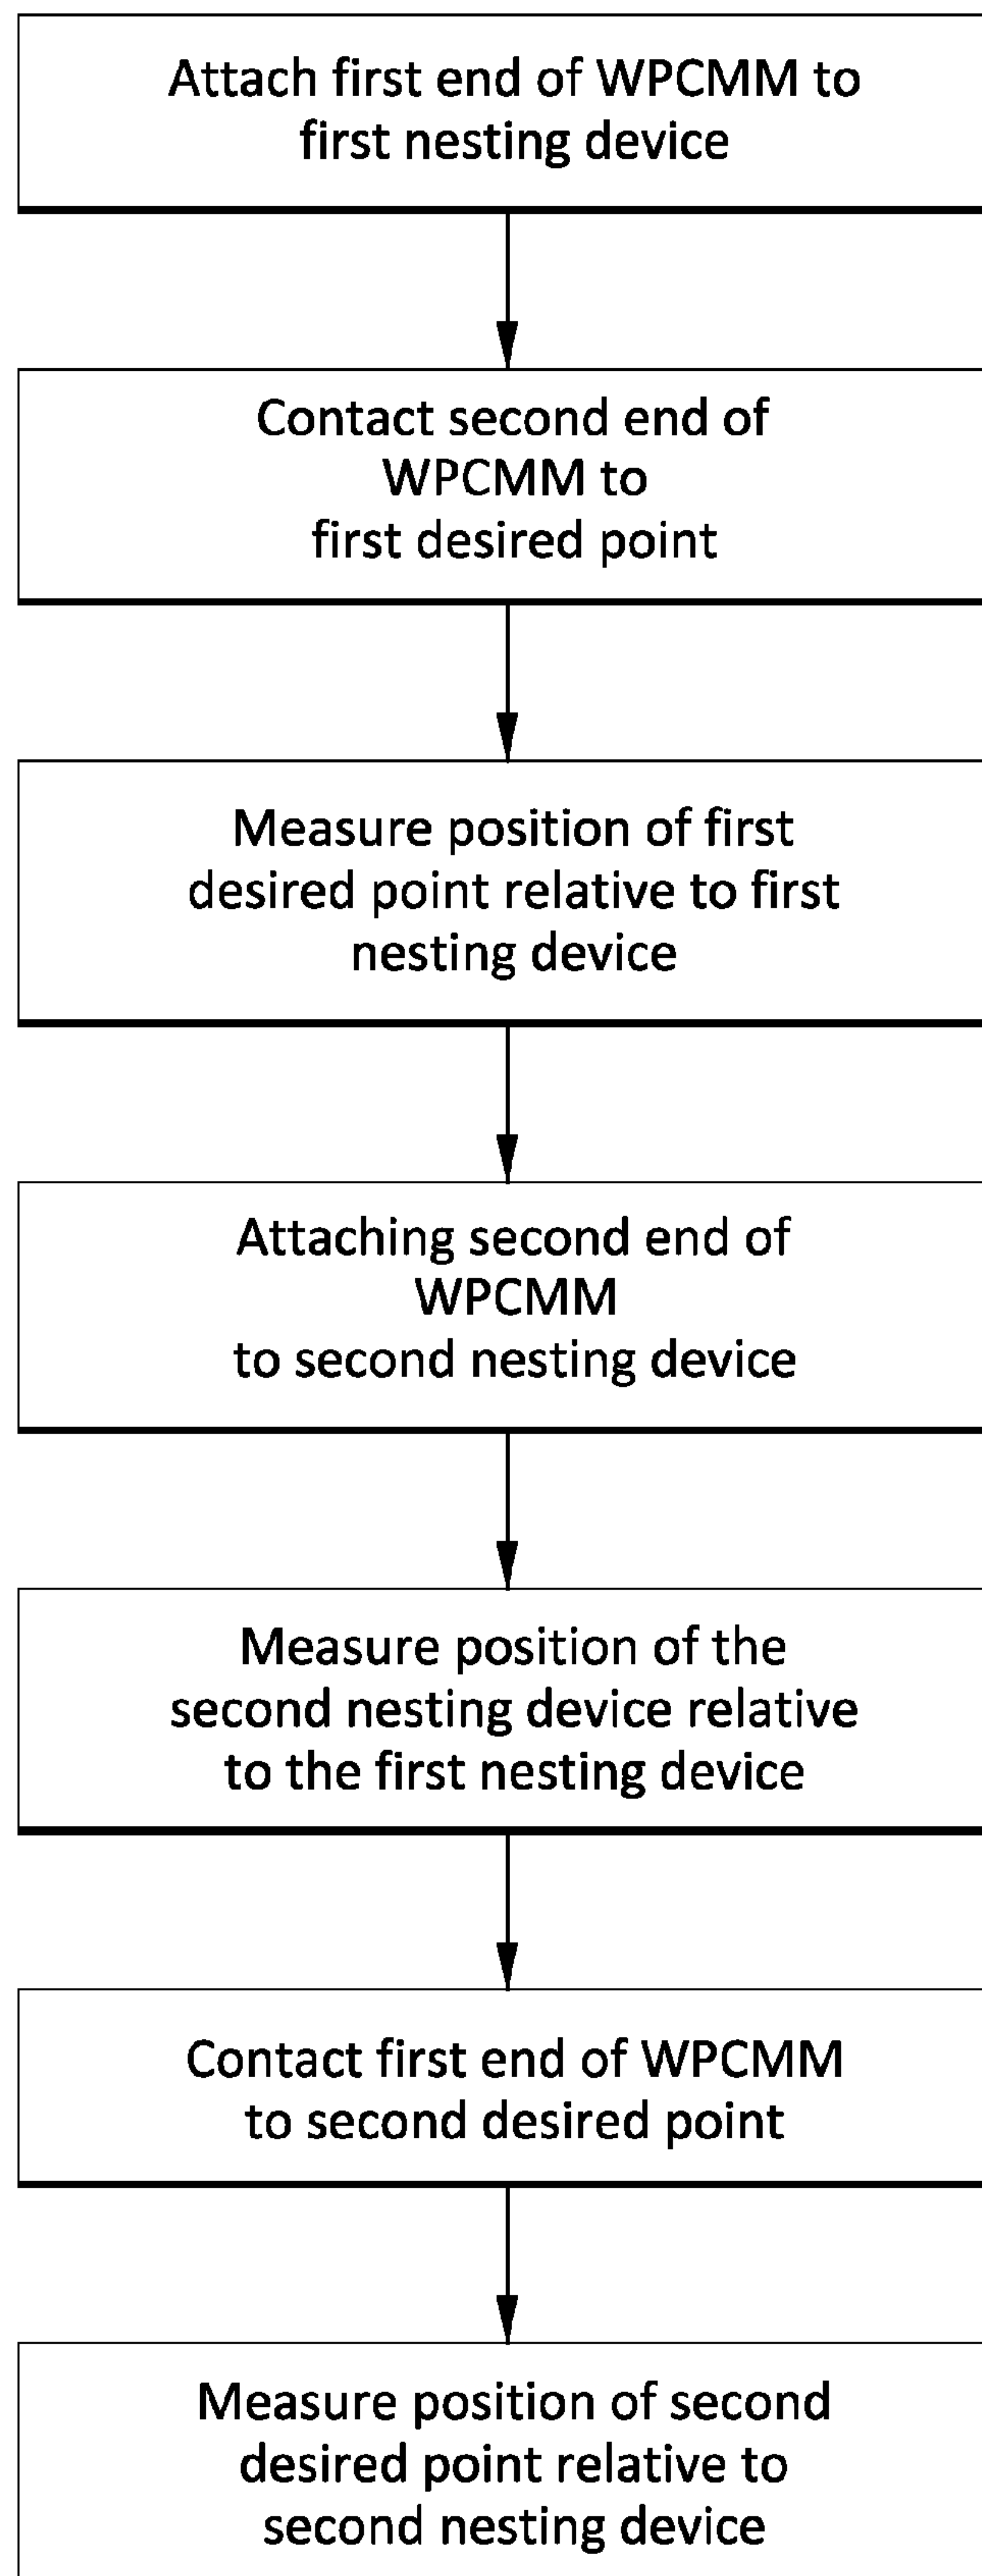 Attach first end of WPCMM to
first nesting device
Contact second end of
WPCMM to
first desired point
Measure position of first
desired point relative to first
nesting device
Attaching second end of
WPCMM
to second nesting device
Measure position of the
second nesting device relative
to the first nesting device
Contact first end of WPCMM
to second desired point
Measure position of second
desired point relative to
second nesting device